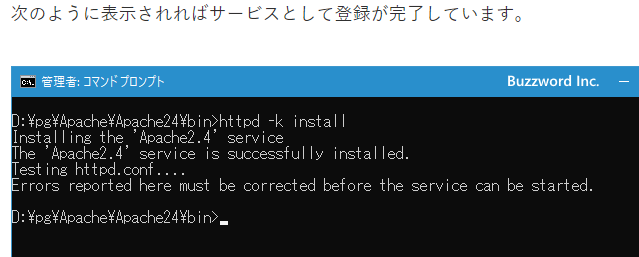 次のように表示されればサービスとして登録が完了しています。
管理者: コマンド プロンプト
Buzzword Inc.
D:¥pg¥Apache¥Apache24¥bin>httpd -k install
Installing the 'Apache2.4' service
The 'Apache2.4' service is successfully installed.
Testing httpd.conf....
Errors reported here must be corrected before the service can be started.
D:¥pg¥Apache¥Apache24¥bin>